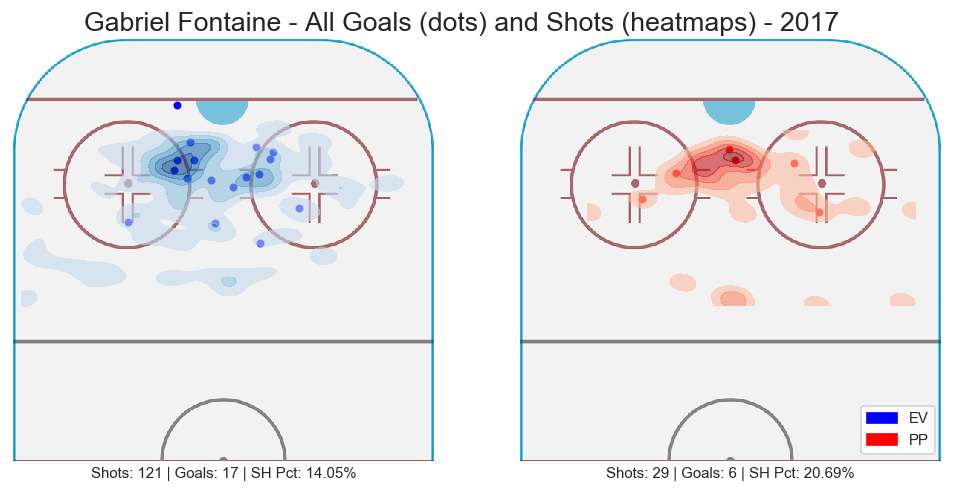 Gabriel Fontaine - All Goals (dots) and Shots (heatmaps) - 2017
EV
PP
Shots: 121 | Goals: 17 | SH Pct: 14.05%
Shots: 29 | Goals: 6 | SH Pct: 20.69%